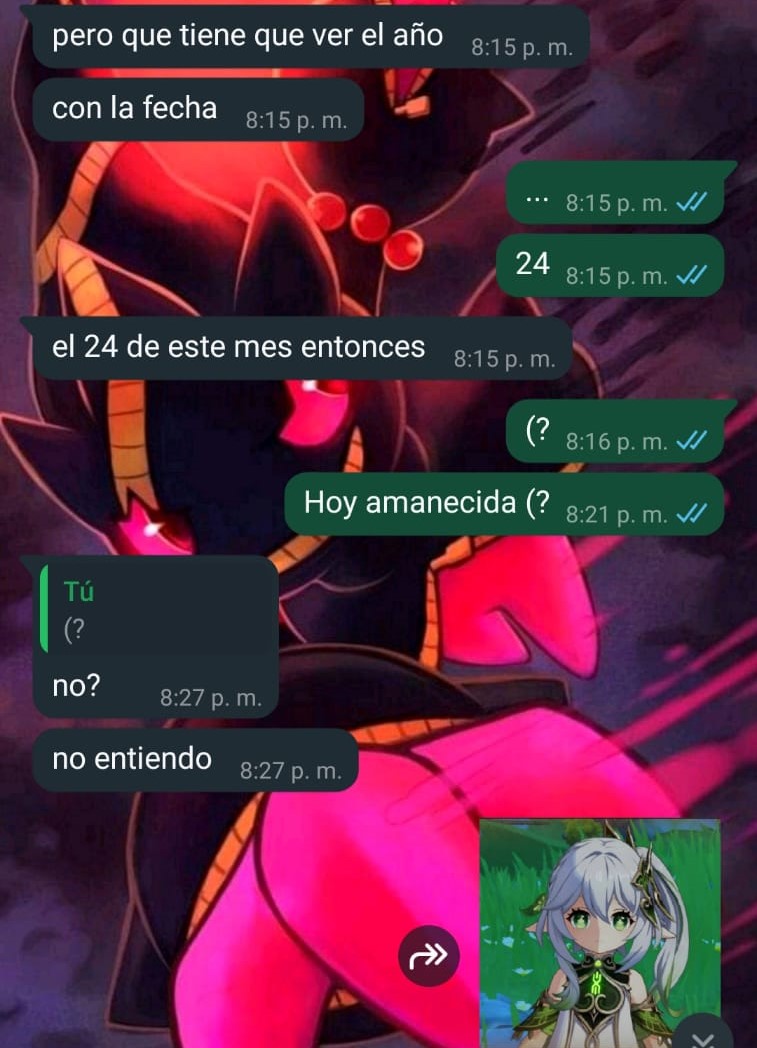 pero que tiene que ver el año 8:15 p. m.
con la fecha 8:15 p. m.
... 8:15 p. m.
24 8:15 p. m.
el 24 de este mes entonces 8:15 p. m.
(? 8:16 p. m.
Hoy amanecida (? 8:21 p. m.
Tú
(?
no? 8:27 p. m.
no entiendo 8:27 p. m.